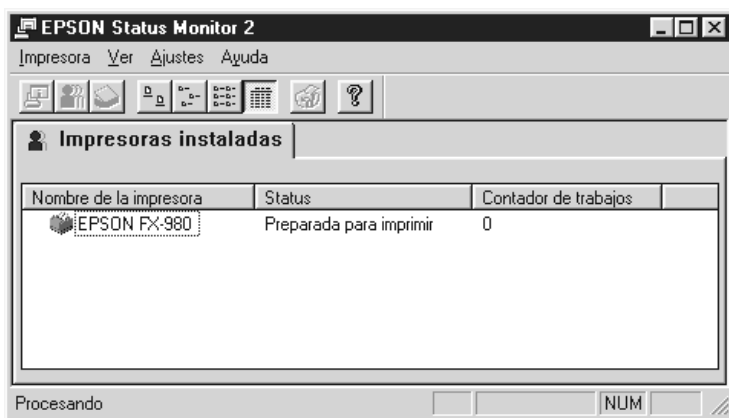 EPSON Status Monitor 2
Impresora Ver Ajustes Ayuda
Impresoras instaladas
Nombre de la impresora Status Contador de trabajos
EPSON FX-980 Preparada para imprimir 0
Procesando NUM